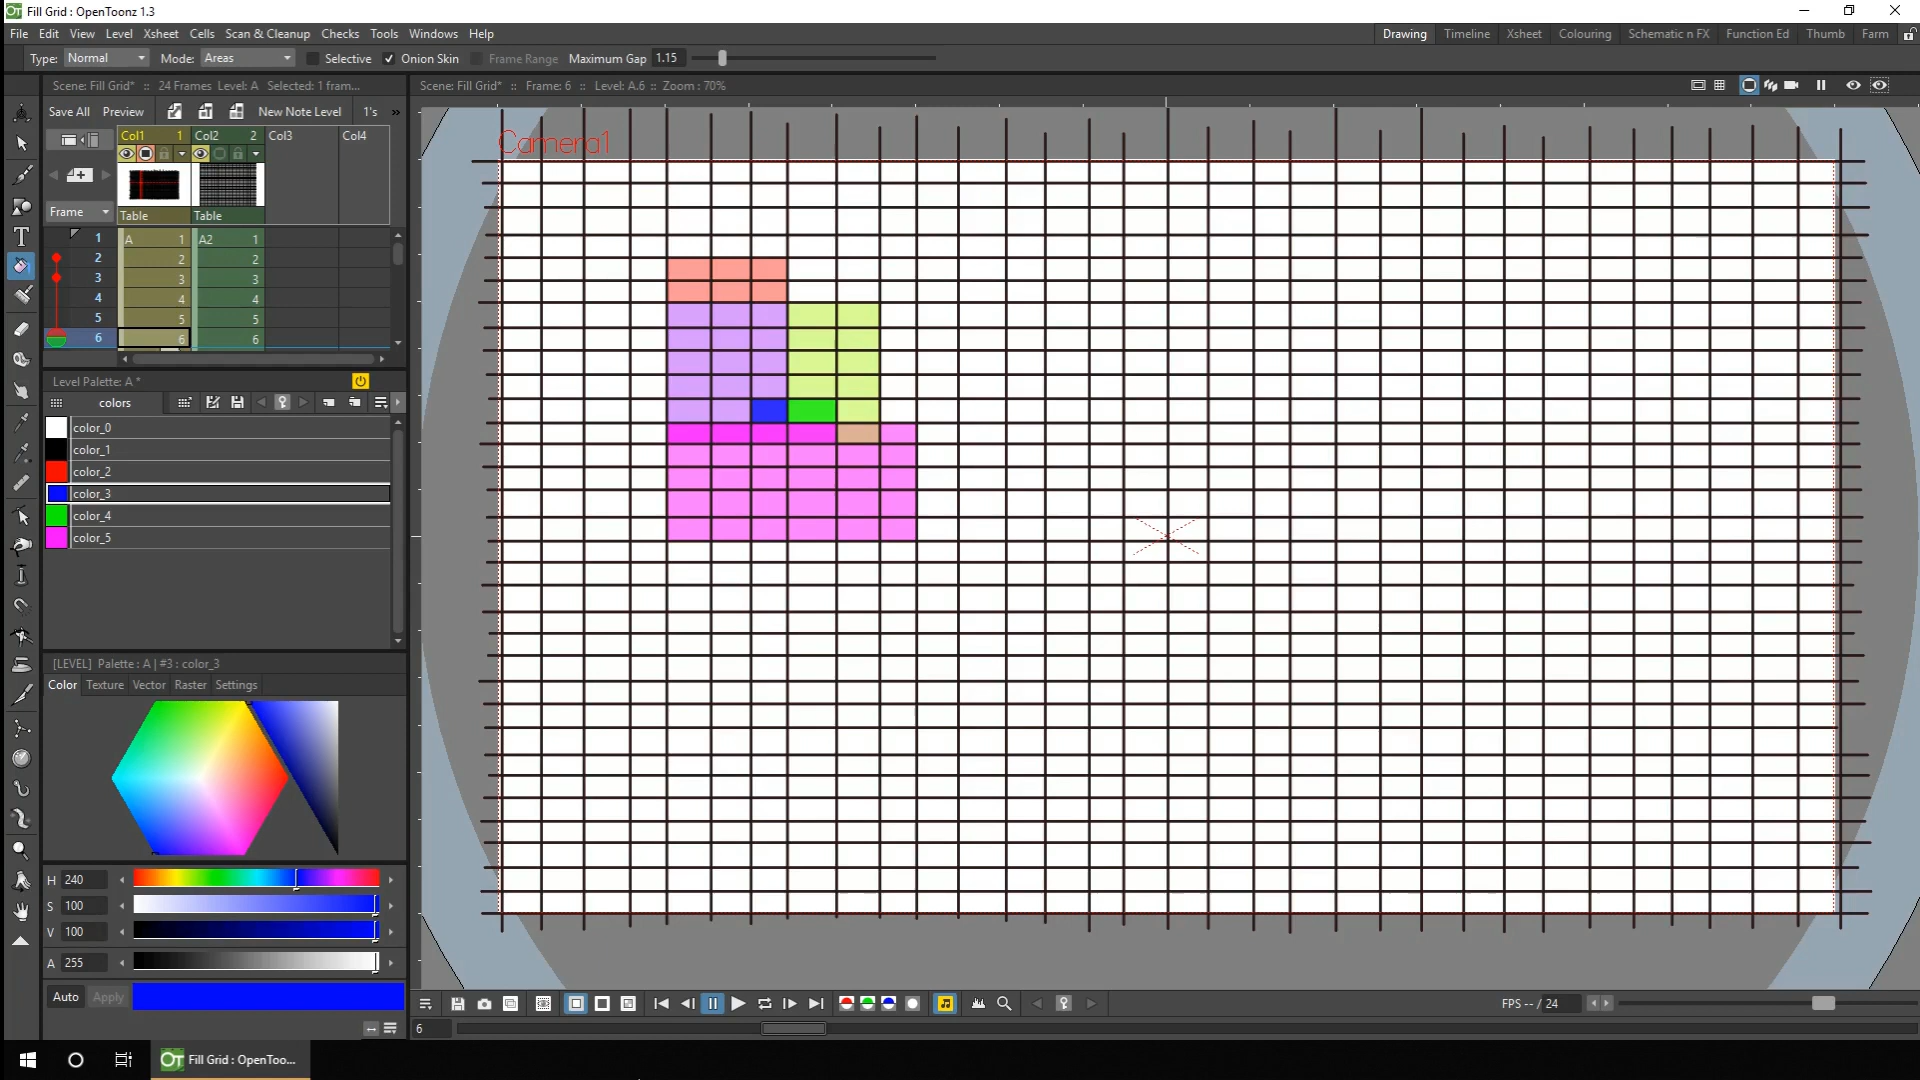 Fill Grid : OpenToonz 1.3
File Edit View Level Xsheet Cells Scan & Cleanup Checks Tools Windows Help
Drawing Timeline Xsheet Colouring Schematic n FX Function Ed Thumb Farm
Type: Normal Mode: Areas Selective Onion Skin Frame Range Maximum Gap 1.15
Scene: Fill Grid* :: 24 Frames Level: A Selected: 1 fram...
Scene: Fill Grid* :: Frame: 6 :: Level: A.6 :: Zoom : 70%
Save All Preview New Note Level 1's »
Col1 1 Col2 2 Col3 Col4
Camera1
Frame Table Table
1 A 1 A2 1
2 2 2
3 3 3
4 4 4
5 5 5
6 6 6
Level Palette: A *
colors
color_0
color_1
color_2
color_3
color_4
color_5
[LEVEL] Palette : A | #3 : color_3
Color Texture Vector Raster Settings
H 240
S 100
V 100
A 255
Auto Apply
FPS -- / 24
6
OT Fill Grid : OpenToo...